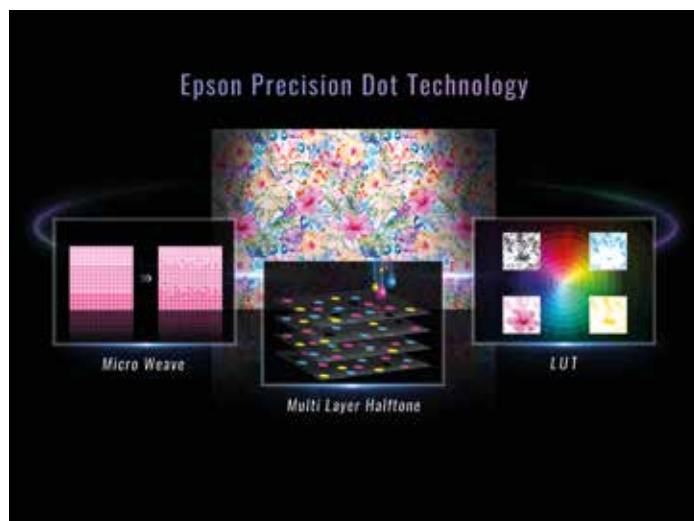 Epson Precision Dot Technology
Micro Weave
Multi Layer Halftone
LUT